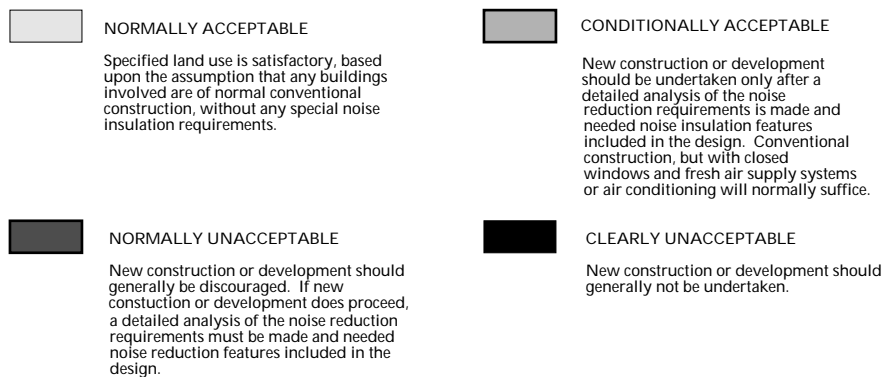 NORMALLY ACCEPTABLE
Specified land use is satisfactory, based
upon the assumption that any buildings
involved are of normal conventional
construction, without any special noise
insulation requirements.
CONDITIONALLY ACCEPTABLE
New construction or development
should be undertaken only after a
detailed analysis of the noise
reduction requirements is made and
needed noise insulation features
included in the design. Conventional
construction, but with closed
windows and fresh air supply systems
or air conditioning will normally suffice.
NORMALLY UNACCEPTABLE
New construction or development should
generally be discouraged. If new
constuction or development does proceed,
a detailed analysis of the noise reduction
requirements must be made and needed
noise reduction features included in the
design.
CLEARLY UNACCEPTABLE
New construction or development should
generally not be undertaken.